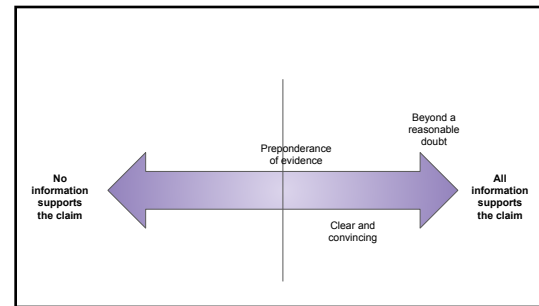 Beyond a
reasonable
doubt
Preponderance
of evidence
No
information
supports
the claim
All
information
supports
the claim
Clear and
convincing